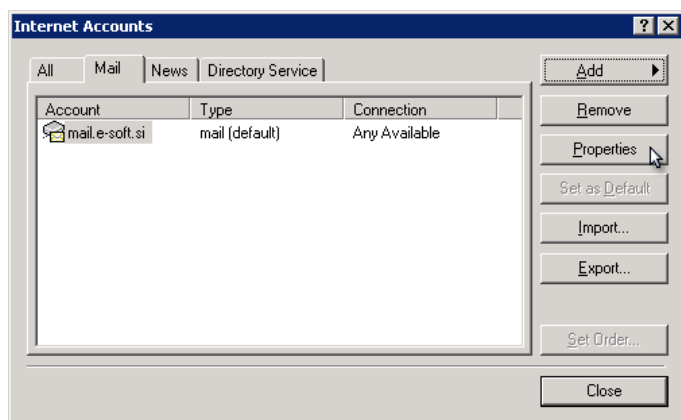 Internet Accounts
All Mail News Directory Service
Account Type Connection
mail.e-soft.si mail (default) Any Available
Add
Remove
Properties
Set as Default
Import...
Export...
Set Order...
Close